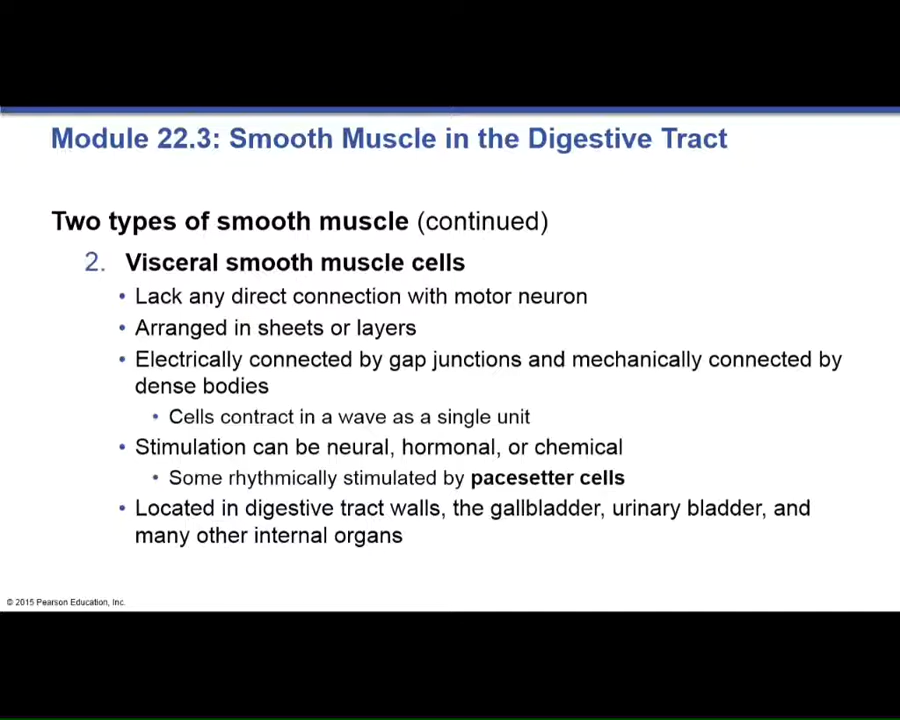 Module 22.3: Smooth Muscle in the Digestive Tract
Two types of smooth muscle (continued)
2. Visceral smooth muscle cells
• Lack any direct connection with motor neuron
• Arranged in sheets or layers
• Electrically connected by gap junctions and mechanically connected by
dense bodies
• Cells contract in a wave as a single unit
• Stimulation can be neural, hormonal, or chemical
• Some rhythmically stimulated by pacesetter cells
• Located in digestive tract walls, the gallbladder, urinary bladder, and
many other internal organs
© 2015 Pearson Education, Inc.